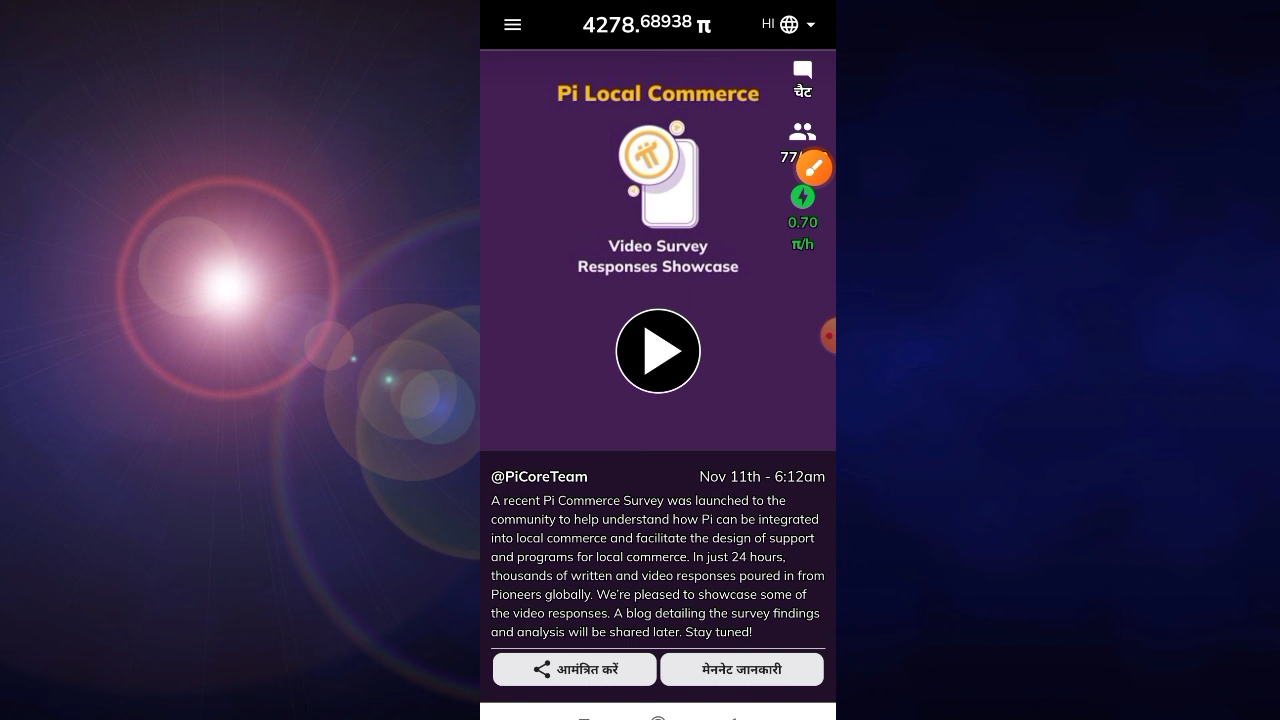 4278.68938 π
HI
Pi Local Commerce
चैट
77/
0.70
π/h
Video Survey
Responses Showcase
@PiCoreTeam
Nov 11th - 6:12am
A recent Pi Commerce Survey was launched to the
community to help understand how Pi can be integrated
into local commerce and facilitate the design of support
and programs for local commerce. In just 24 hours,
thousands of written and video responses poured in from
Pioneers globally. We're pleased to showcase some of
the video responses. A blog detailing the survey findings
and analysis will be shared later. Stay tuned!
आमंत्रित करें
मेननेट जानकारी